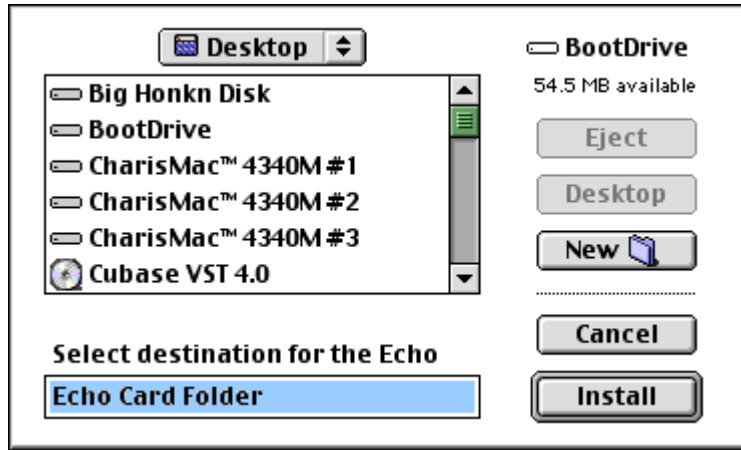 Desktop
Big Honkn Disk
BootDrive
CharisMac™ 4340M #1
CharisMac™ 4340M #2
CharisMac™ 4340M #3
Cubase VST 4.0
Select destination for the Echo
Echo Card Folder
BootDrive
54.5 MB available
Eject
Desktop
New
Cancel
Install